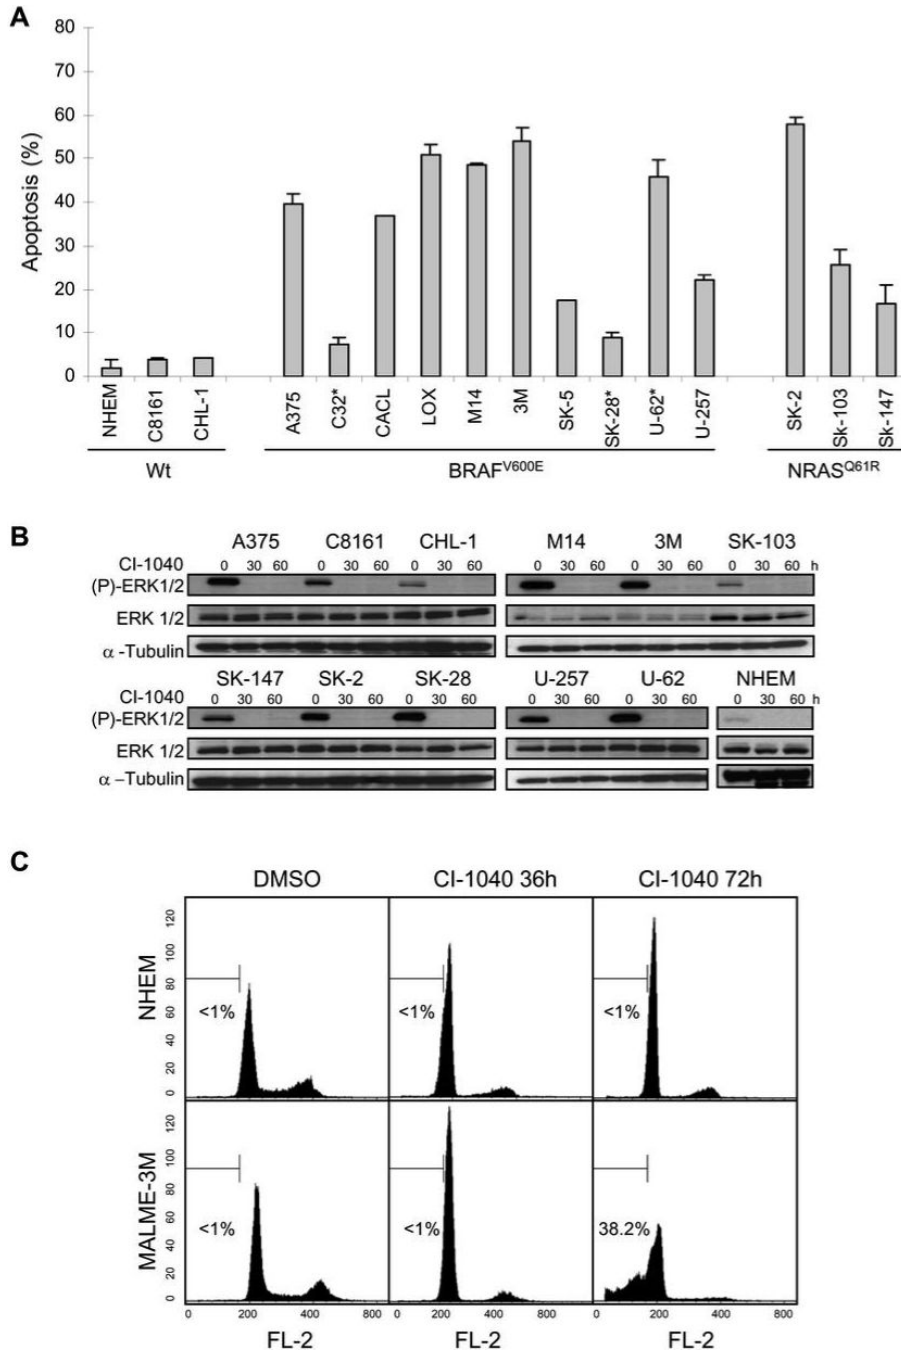 A
80
70
60
50
40
30
20
10
0
Apoptosis (%)
NHEM C8161 CHL-1 A375 C32* CACL LOX M14 3M SK-5 SK-28* U-62* U-257 SK-2 Sk-103 Sk-147
Wt BRAFV600E NRASQ61R
B
A375 C8161 CHL-1 M14 3M SK-103
CI-1040 0 30 60 0 30 60 0 30 60 0 30 60 0 30 60 0 30 60 h
(P)-ERK1/2
ERK 1/2
α -Tubulin
SK-147 SK-2 SK-28 U-257 U-62 NHEM
CI-1040 0 30 60 0 30 60 0 30 60 0 30 60 0 30 60 0 30 60 h
(P)-ERK1/2
ERK 1/2
α –Tubulin
C
DMSO CI-1040 36h CI-1040 72h
NHEM
120
100
80
60
40
20
0
<1% <1% <1%
MALME-3M
120
100
80
60
40
20
0
<1% <1% 38.2%
0 200 400 800 0 200 400 800 0 200 400 800
FL-2 FL-2 FL-2